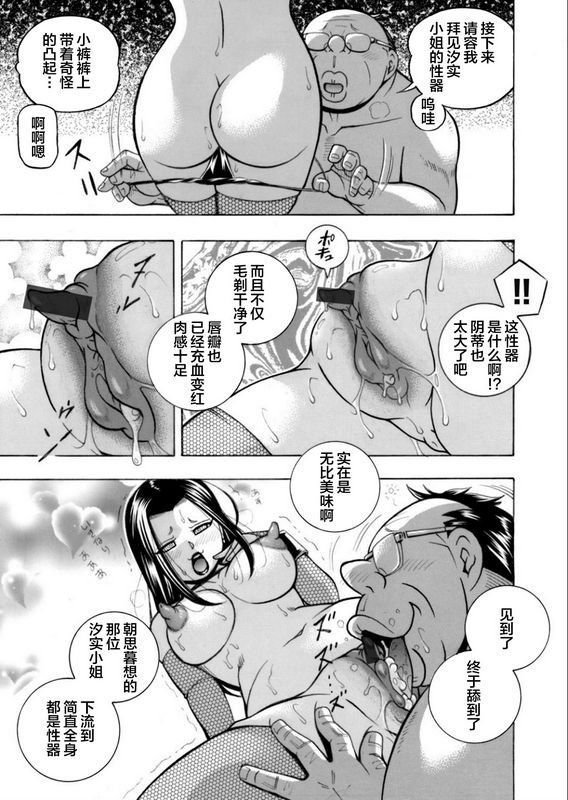 接下来
请容我
拜见汐实
小姐的性器
呜哇
小裤裤上
带着奇怪
的凸起…
啊啊嗯
!!
这性器
是什么啊!?
阴蒂也
太大了吧
而且不仅
毛剃干净了
唇瓣也
已经充血变红
肉感十足
实在是
无比美味啊
见到了
终于舔到了
朝思暮想的
那位
汐实小姐
下流到
简直全身
都是性器